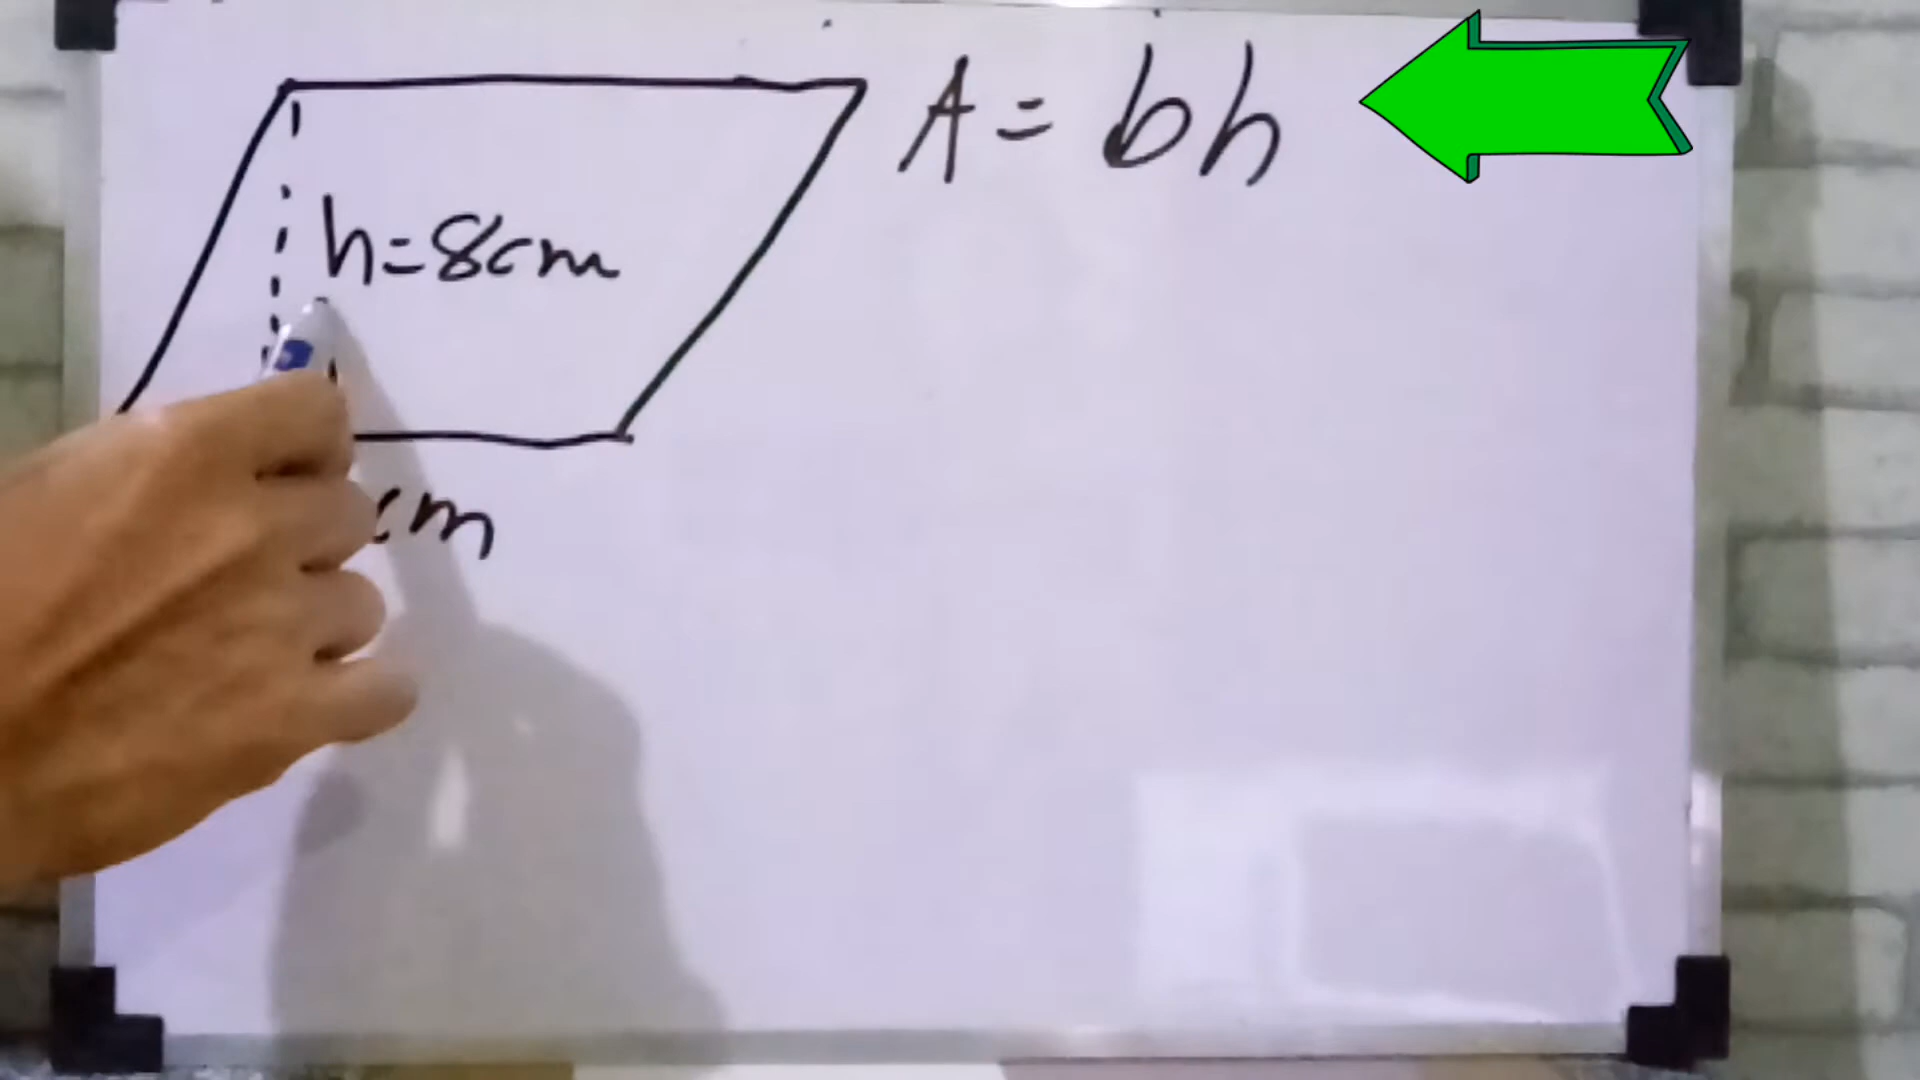 A = bh
h=8cm
cm